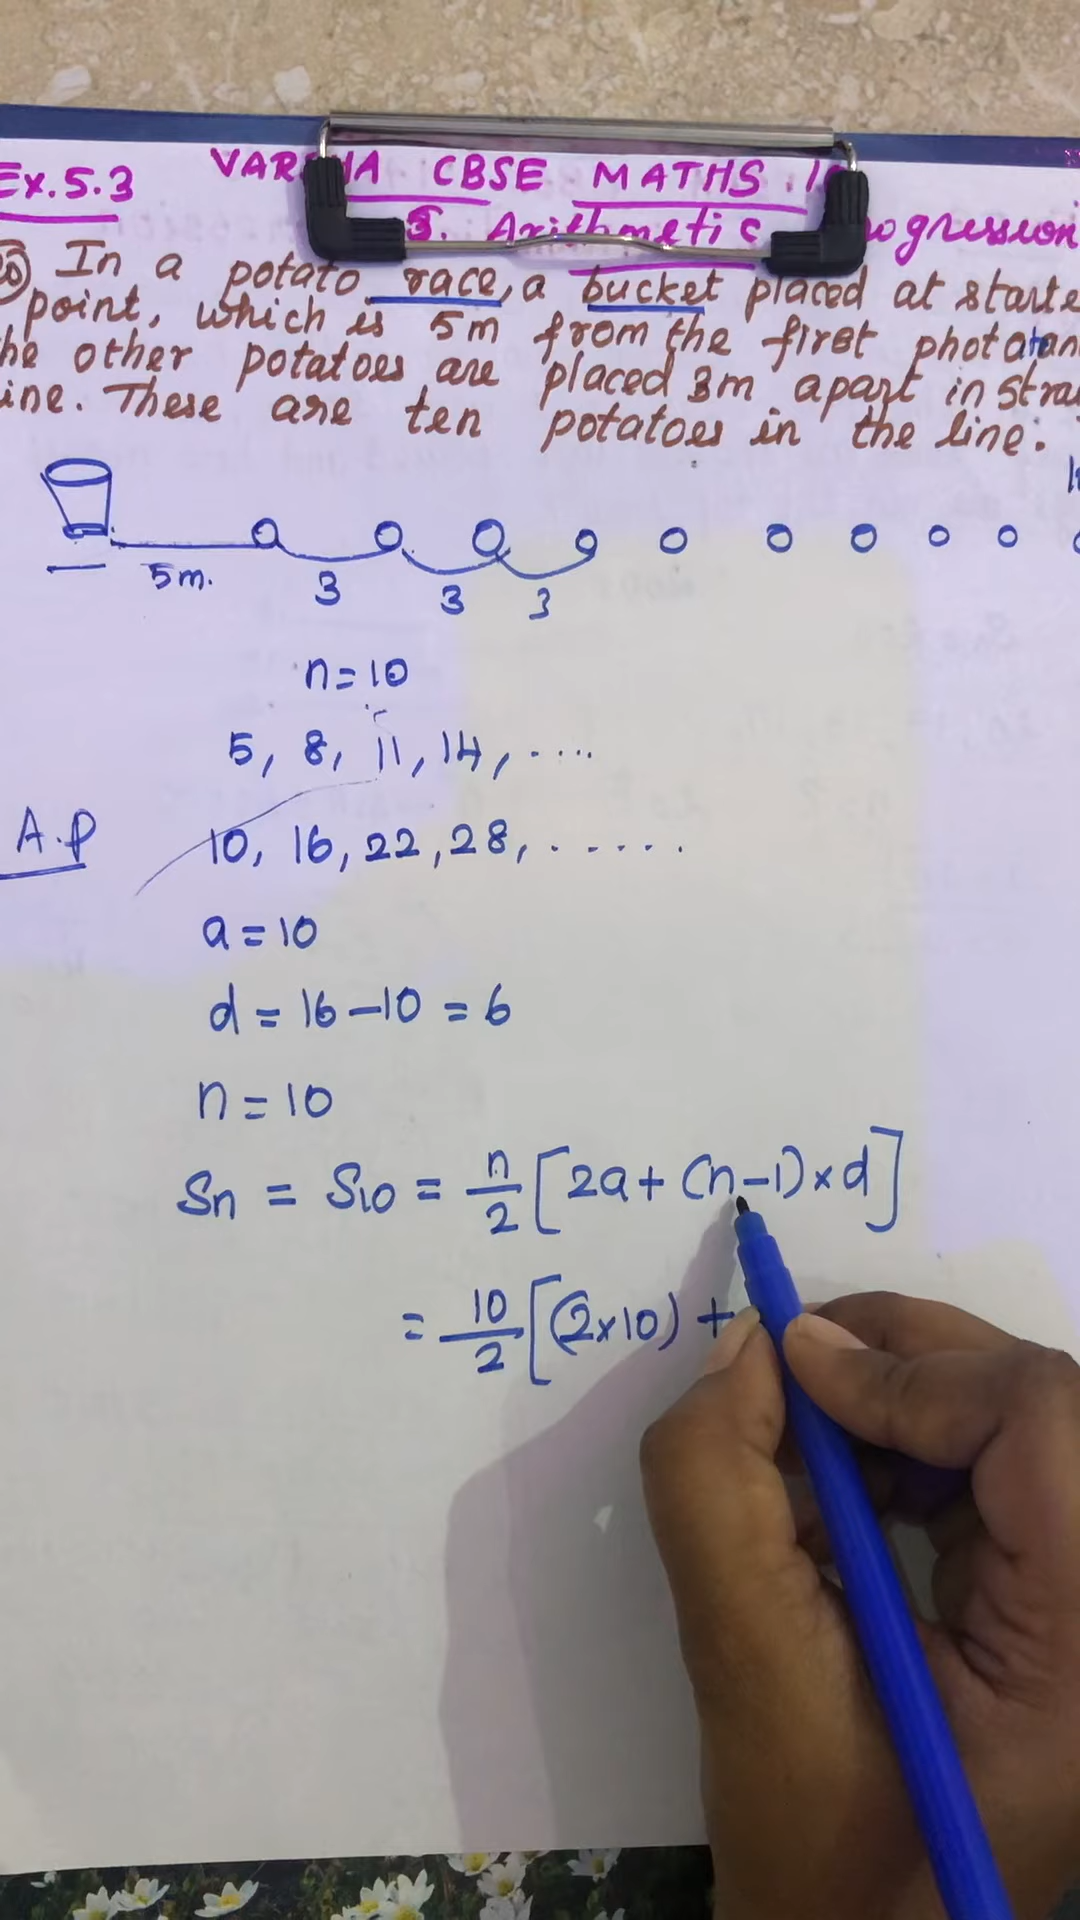 Ex.5.3 CBSE MATHS
5. Arithmetic
In a potato race, a bucket placed at
point, which is 5m from the first
other potatoes are placed 3m apart in
These are ten potatoes in the line.
5m. 3 3 3
n=10
5, 8, 11, 14, ....
A.P 10, 16, 22, 28, ......
a = 10
d = 16 - 10 = 6
n = 10
Sn = S10 = n/2 [2a + (n-1) × d]
= 10/2 [(2×10) +